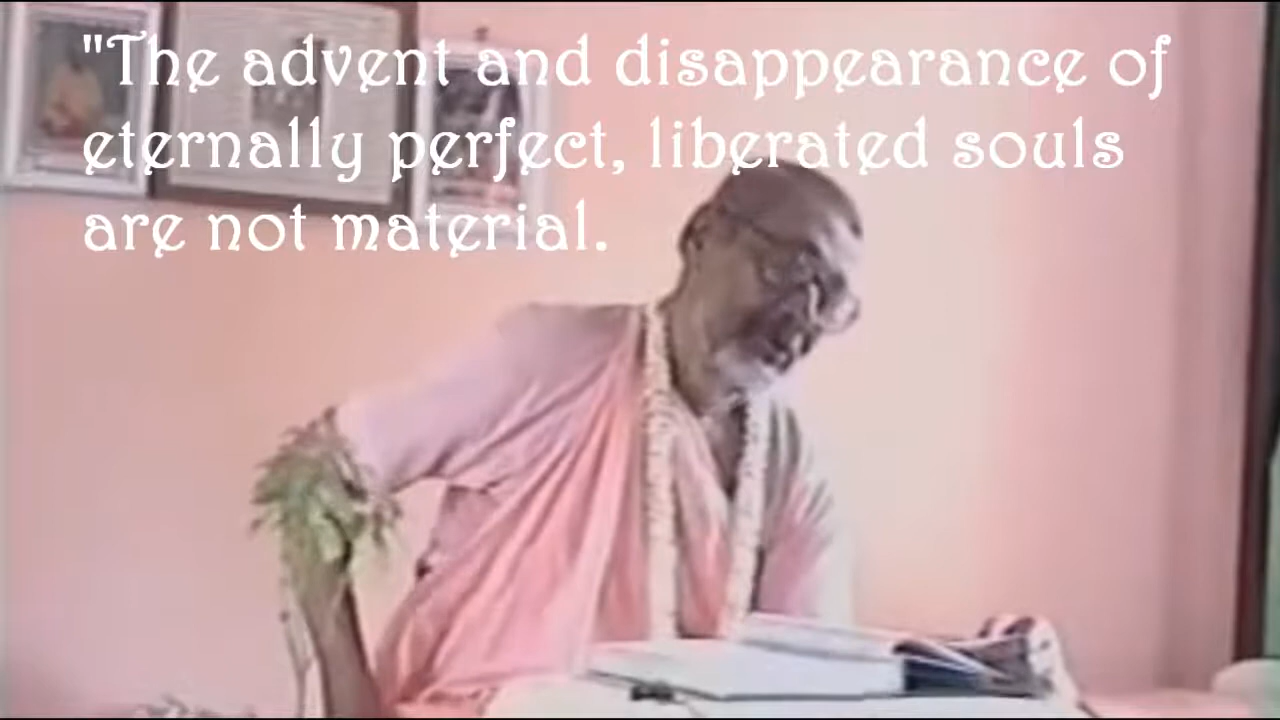 "The advent and disappearance of
eternally perfect, liberated souls
are not material.